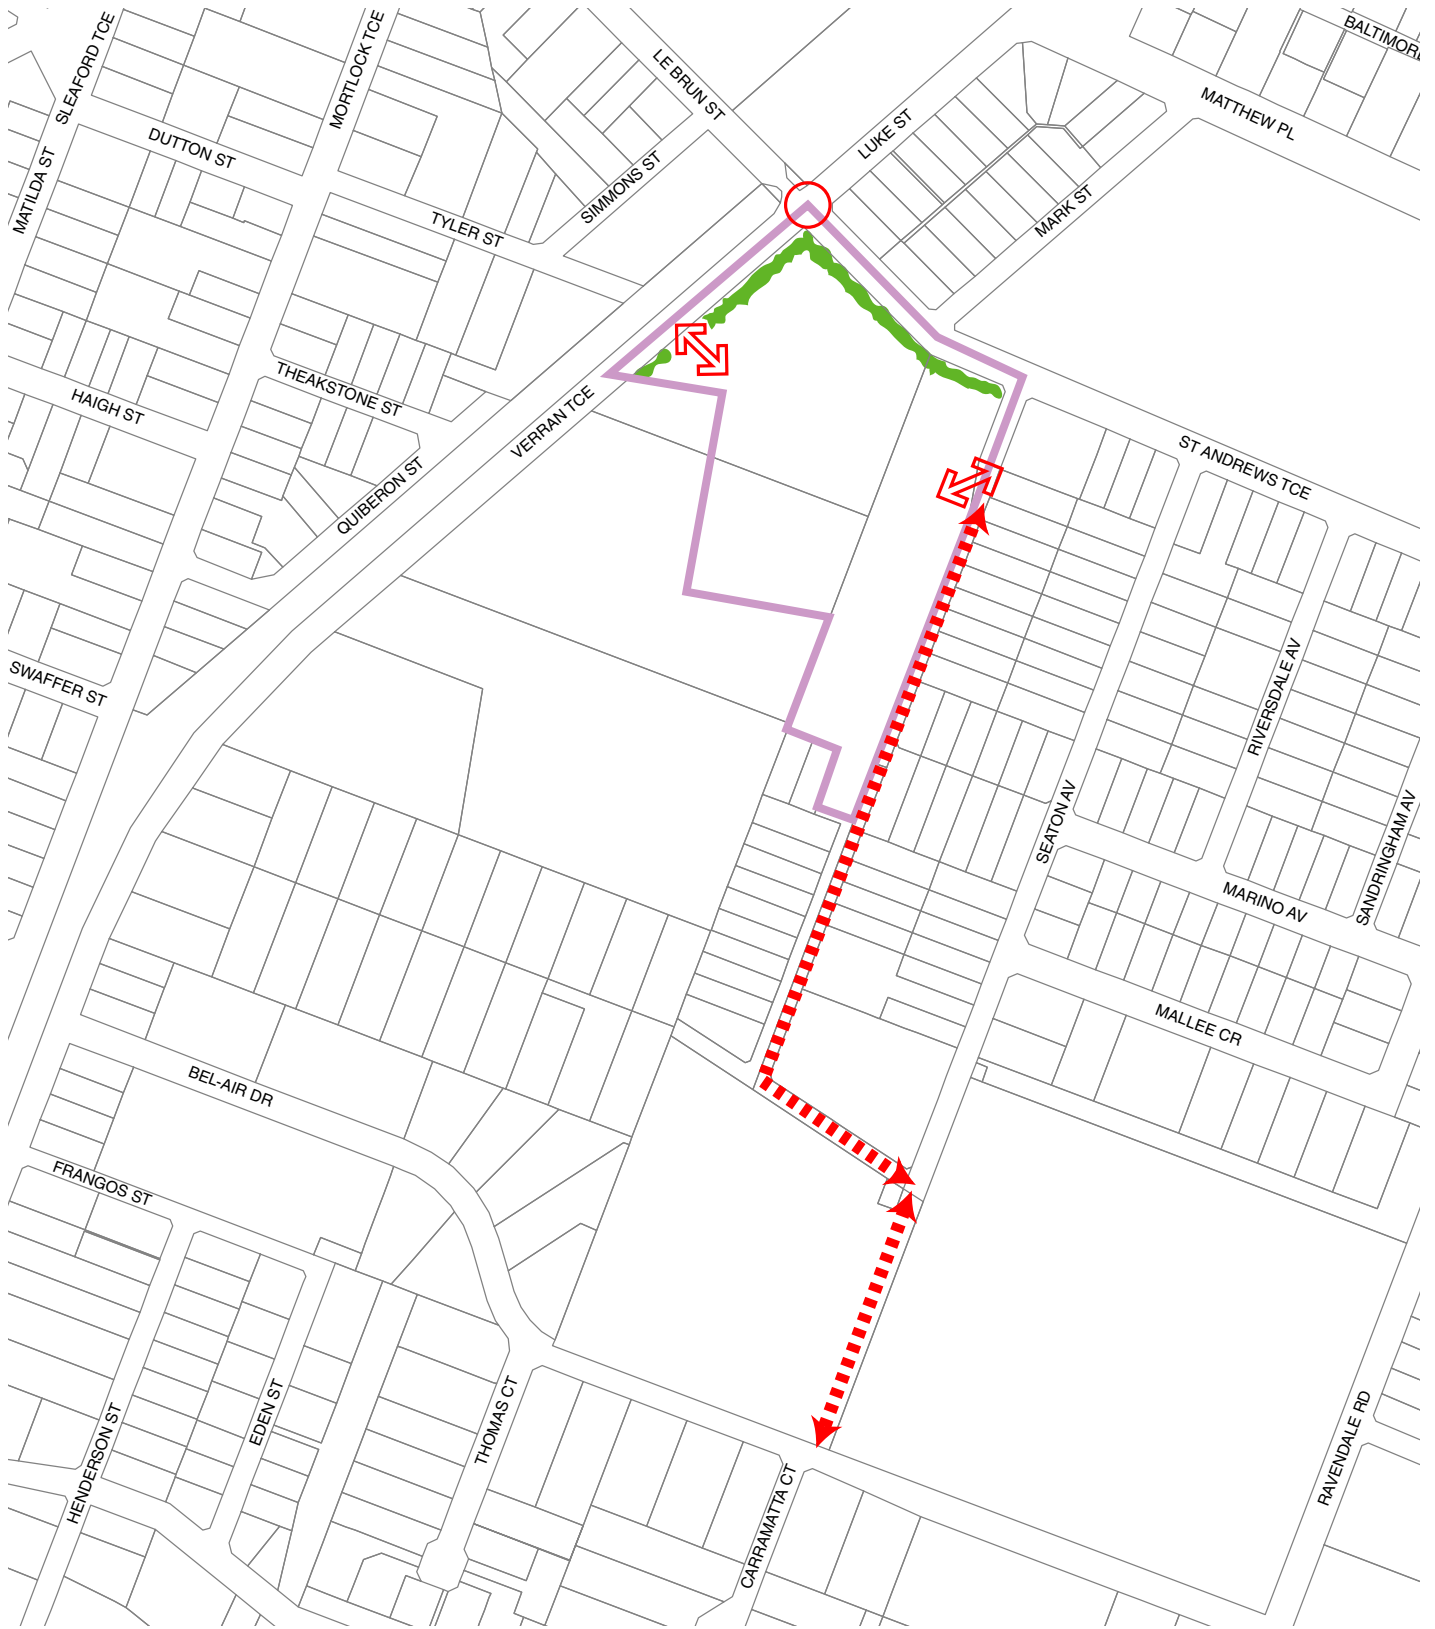 SLEAFORD TCE
MORTLOCK TCE
LE BRUN ST
BALTIMOR
MATTHEW PL
LUKE ST
DUTTON ST
MATILDA ST
SIMMONS ST
MARK ST
TYLER ST
THEAKSTONE ST
HAIGH ST
VERRAN TCE
QUIBERON ST
ST ANDREWS TCE
SWAFFER ST
RIVERSDALE AV
SEATON AV
SANDRINGHAM AV
MARINO AV
MALLEE CR
BEL-AIR DR
FRANGOS ST
HENDERSON ST
EDEN ST
THOMAS CT
CARRAMATTA CT
RAVENDALE RD